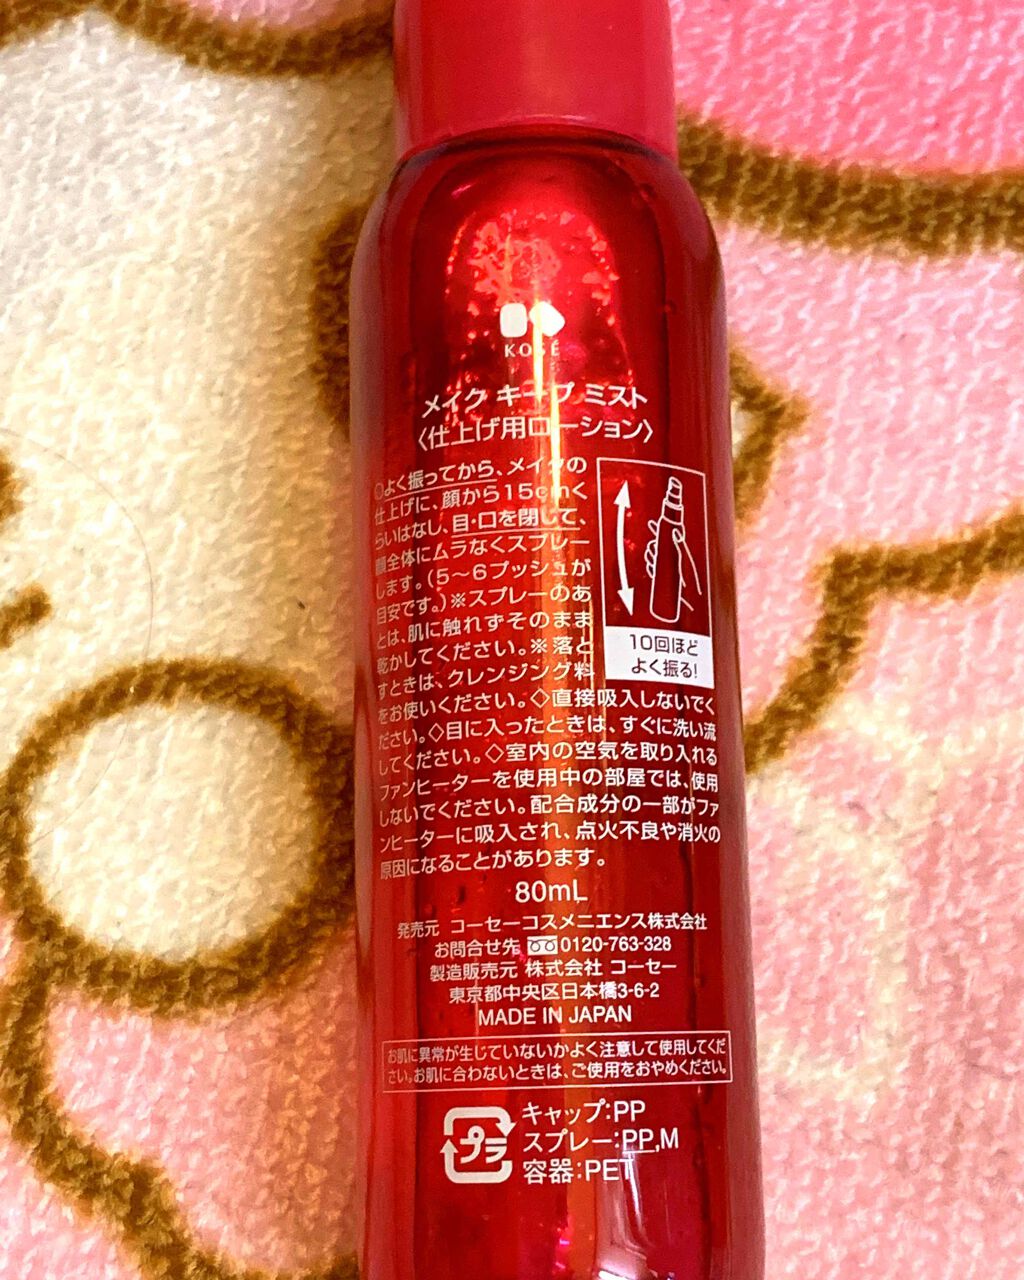 KOSÉ
メイク キープ ミスト
〈仕上げ用ローション〉
◎よく振ってから、メイクの
仕上げに、顔から15cmく
らいはなし、目・口を閉じて、
顔全体にムラなくスプレー
します。(5〜6プッシュが
目安です。)※スプレーのあ
とは、肌に触れずそのまま
乾かしてください。※落と
すときは、クレンジング料
をお使いください。◇直接吸入しないでく
ださい。◇目に入ったときは、すぐに洗い流
してください。◇室内の空気を取り入れる
ファンヒーターを使用中の部屋では、使用
しないでください。配合成分の一部がファ
ンヒーターに吸入され、点火不良や消火の
原因になることがあります。
10回ほど
よく振る!
80mL
発売元 コーセーコスメニエンス株式会社
お問合せ先 0120-763-328
製造販売元 株式会社 コーセー
東京都中央区日本橋3-6-2
MADE IN JAPAN
お肌に異常が生じていないかよく注意して使用してくだ
さい。お肌に合わないときは、ご使用をおやめください。
プラ
キャップ:PP
スプレー:PP,M
容器:PET